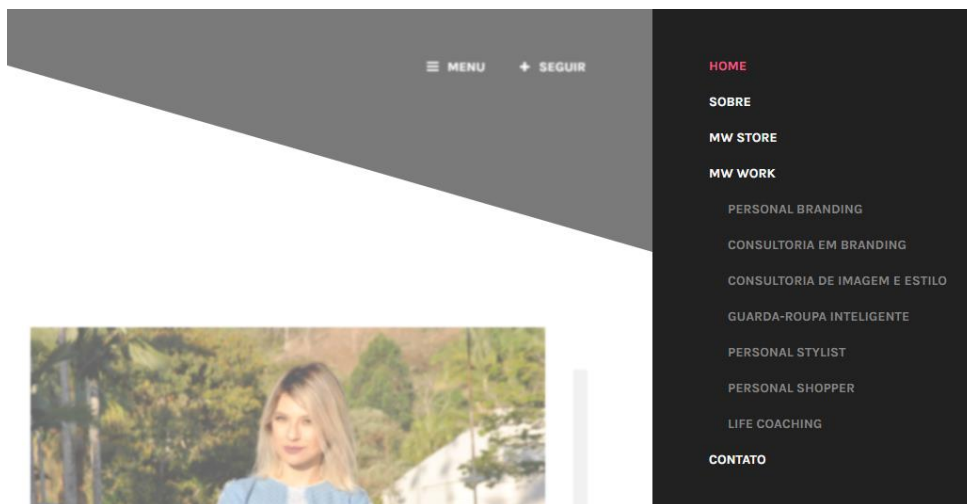 MENU
SEGUIR
HOME
SOBRE
MW STORE
MW WORK
PERSONAL BRANDING
CONSULTORIA EM BRANDING
CONSULTORIA DE IMAGEM E ESTILO
GUARDA-ROUPA INTELIGENTE
PERSONAL STYLIST
PERSONAL SHOPPER
LIFE COACHING
CONTATO